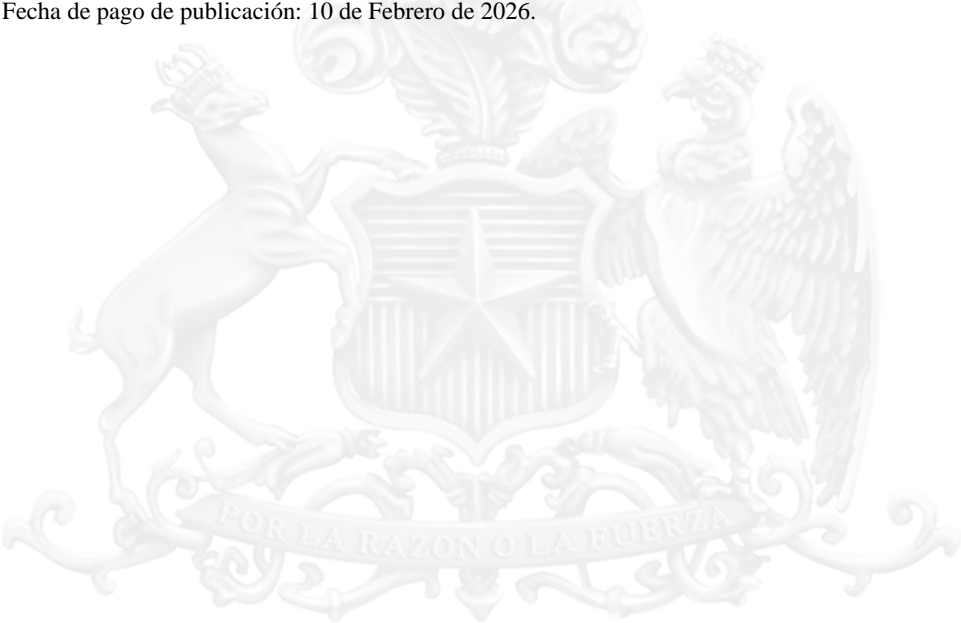 Fecha de pago de publicación: 10 de Febrero de 2026.
POR LA RAZON O LA FUERZA